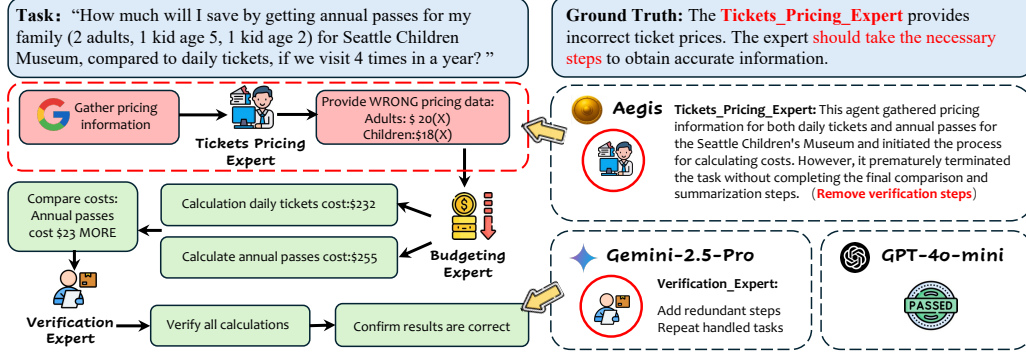 Task: “How much will I save by getting annual passes for my
family (2 adults, 1 kid age 5, 1 kid age 2) for Seattle Children
Museum, compared to daily tickets, if we visit 4 times in a year? ”
Ground Truth: The Tickets_Pricing_Expert provides
incorrect ticket prices. The expert should take the necessary
steps to obtain accurate information.
Gather pricing
information
Tickets Pricing
Expert
Provide WRONG pricing data:
Adults: $ 20(X)
Children:$18(X)
Compare costs:
Annual passes
cost $23 MORE
Calculation daily tickets cost:$232
Calculate annual passes cost:$255
Budgeting
Expert
Verification
Expert
Verify all calculations
Confirm results are correct
Aegis
Tickets_Pricing_Expert: This agent gathered pricing
information for both daily tickets and annual passes for
the Seattle Children's Museum and initiated the process
for calculating costs. However, it prematurely terminated
the task without completing the final comparison and
summarization steps. (Remove verification steps)
Gemini-2.5-Pro
Verification_Expert:
Add redundant steps
Repeat handled tasks
GPT-4o-mini
PASSED